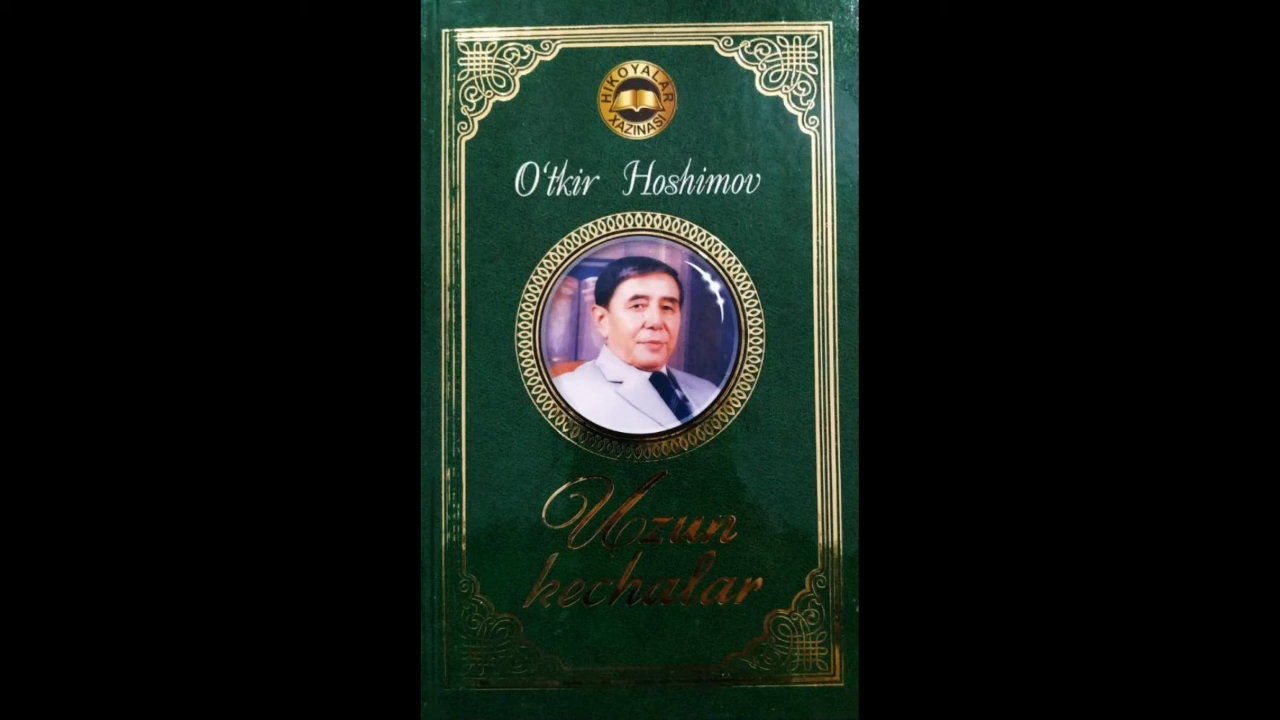 HIKOYALAR
XAZINASI
O‘tkir Hoshimov
Uzun
kechalar